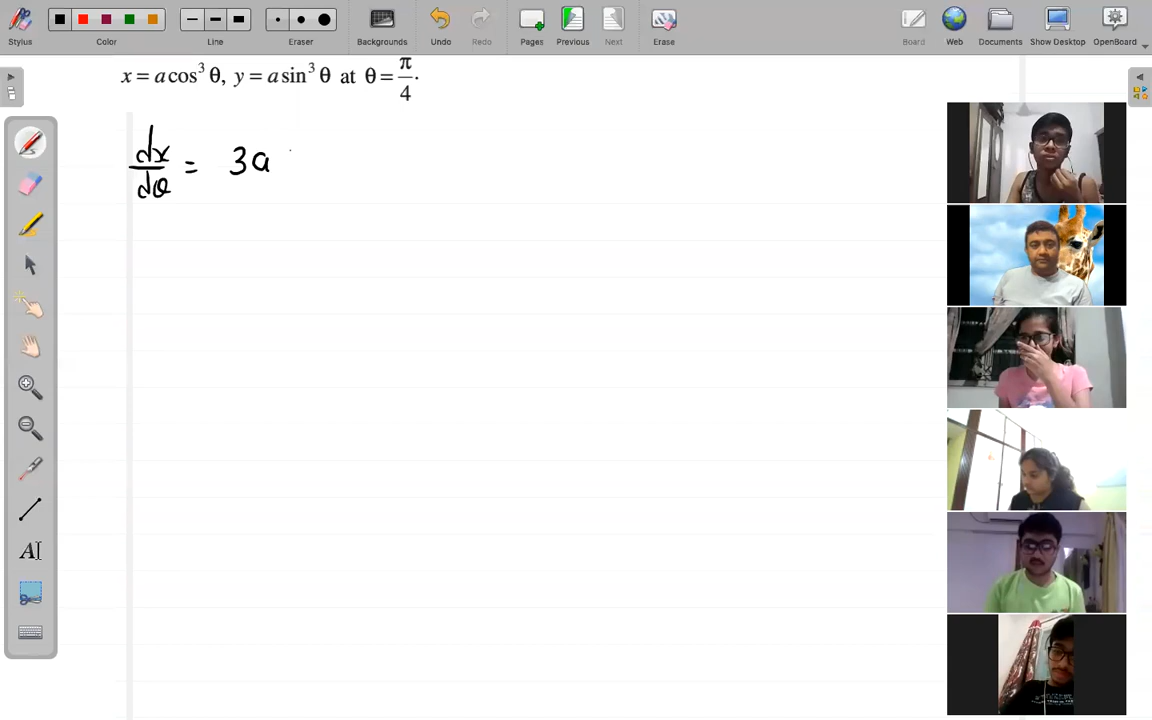 Stylus Color Line Eraser Backgrounds Undo Redo Pages Previous Next Erase Board Web Documents Show Desktop OpenBoard
x = a cos³ θ, y = a sin³ θ at θ = π/4.
dx/dθ = 3a